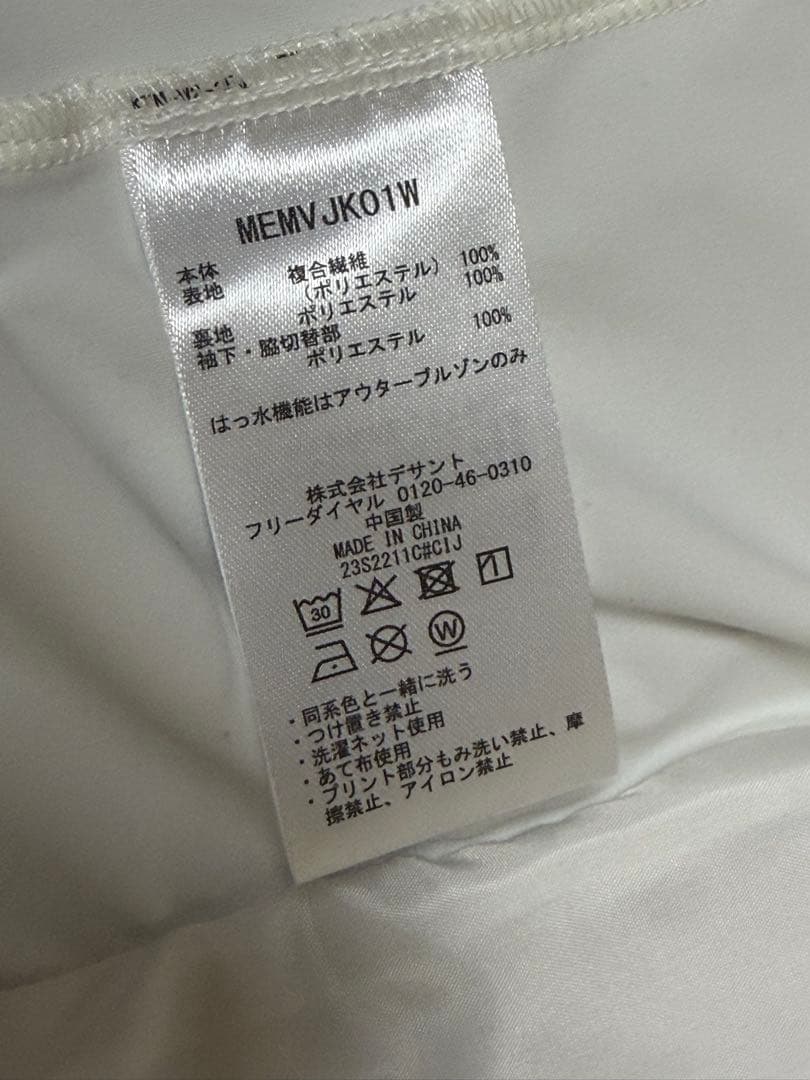 MEMVJK01W
本体
表地 複合繊維 100%
(ポリエステル)
裏地 ポリエステル 100%
袖下・脇切替部
ポリエステル 100%
はっ水機能はアウターブルゾンのみ
株式会社デサント
フリーダイヤル 0120-46-0310
中国製
MADE IN CHINA
23S2211C#CIJ
30
W
・同系色と一緒に洗う
・つけ置き禁止
・洗濯ネット使用
・あて布使用
・プリント部分もみ洗い禁止、摩
擦禁止、アイロン禁止